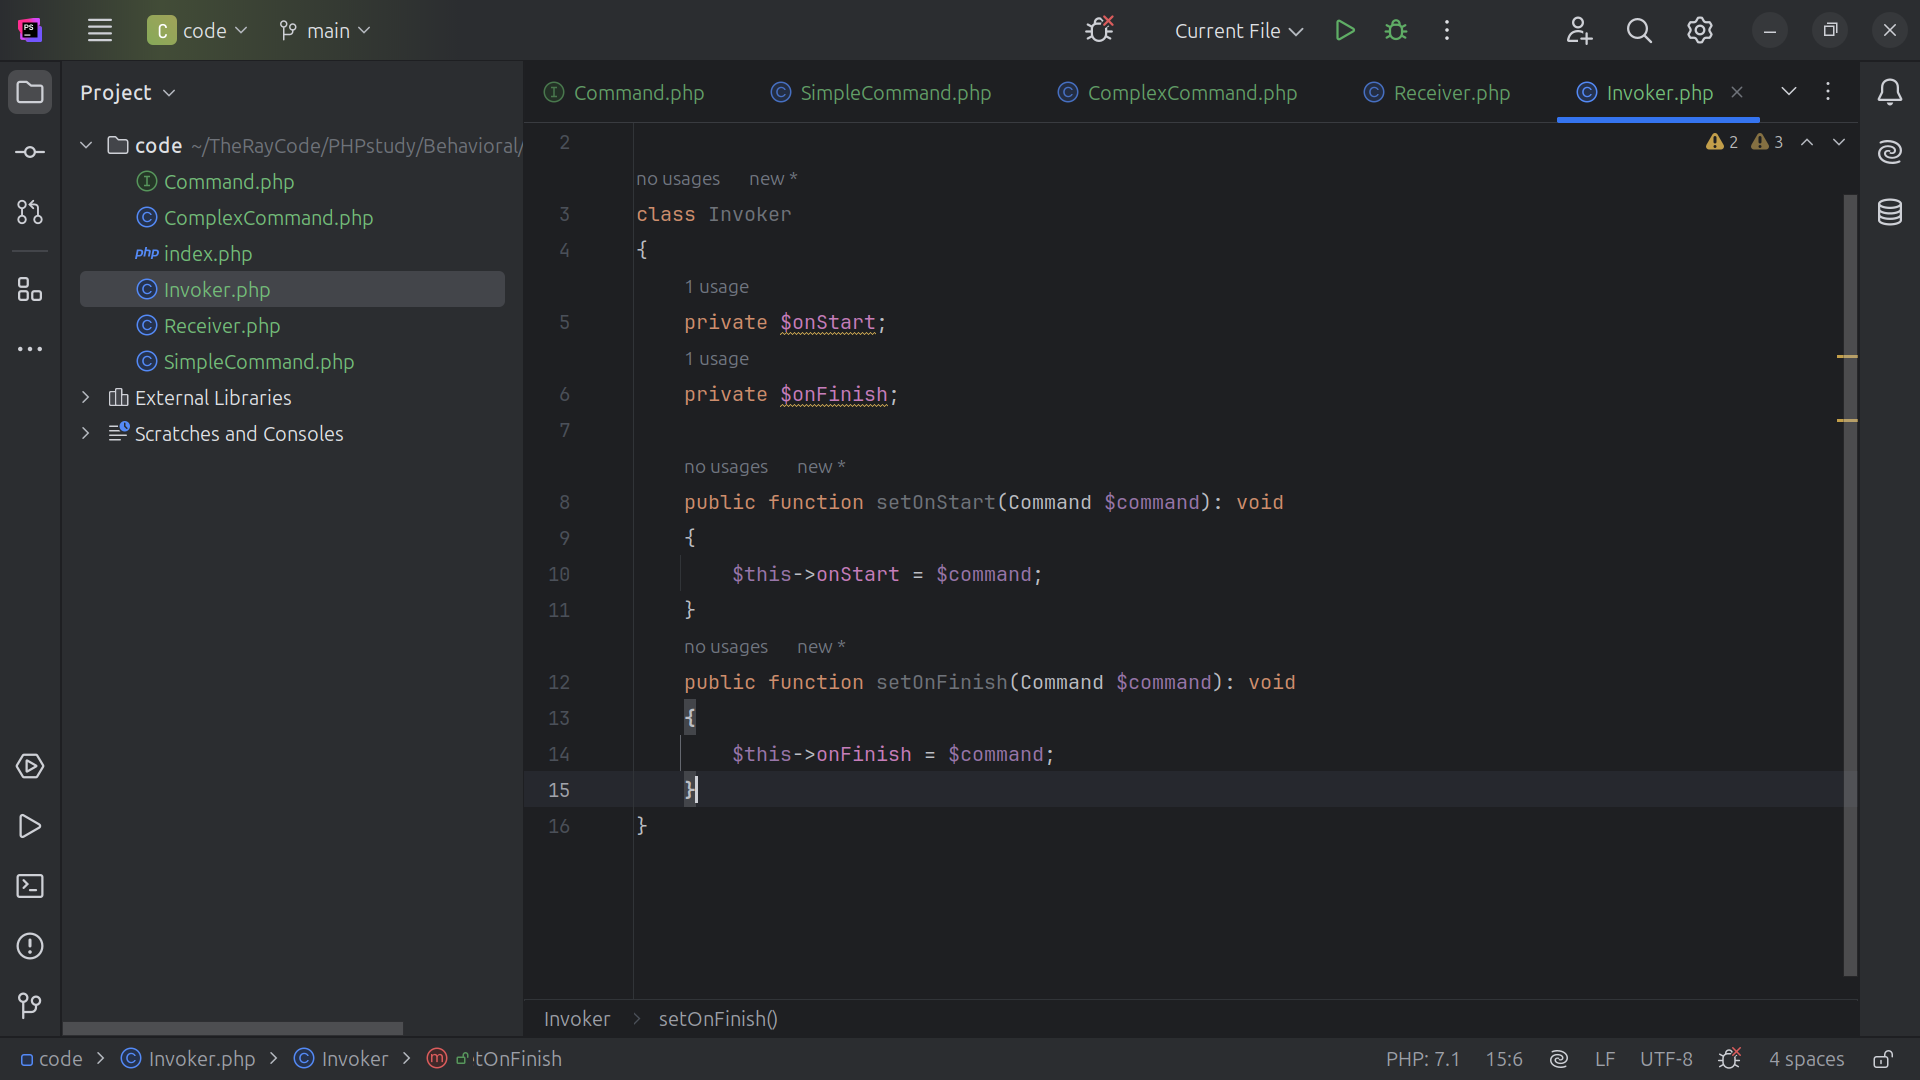 PS
C code
main
Current File
Project
Command.php
SimpleCommand.php
ComplexCommand.php
Receiver.php
Invoker.php
code ~/TheRayCode/PHPstudy/Behavioral/
Command.php
ComplexCommand.php
php index.php
Invoker.php
Receiver.php
SimpleCommand.php
External Libraries
Scratches and Consoles
2 3
2
no usages new *
3 class Invoker
4 {
1 usage
5 private $onStart;
1 usage
6 private $onFinish;
7
no usages new *
8 public function setOnStart(Command $command): void
9 {
10 $this->onStart = $command;
11 }
no usages new *
12 public function setOnFinish(Command $command): void
13 {
14 $this->onFinish = $command;
15 }
16 }
Invoker > setOnFinish()
code > Invoker.php > Invoker > tOnFinish
PHP: 7.1 15:6 LF UTF-8 4 spaces